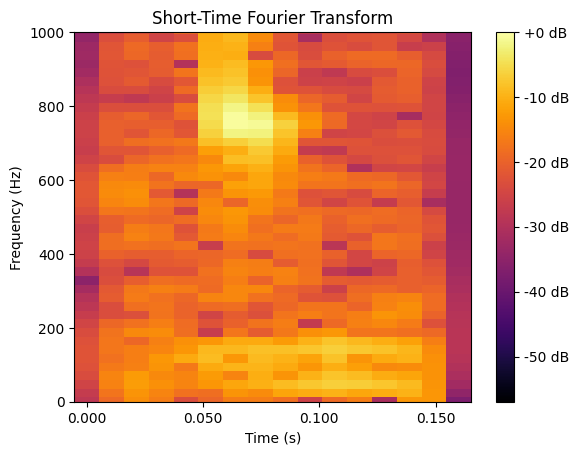 Short-Time Fourier Transform
1000
800
600
400
200
0
Frequency (Hz)
0.000
0.050
0.100
0.150
Time (s)
+0 dB
-10 dB
-20 dB
-30 dB
-40 dB
-50 dB